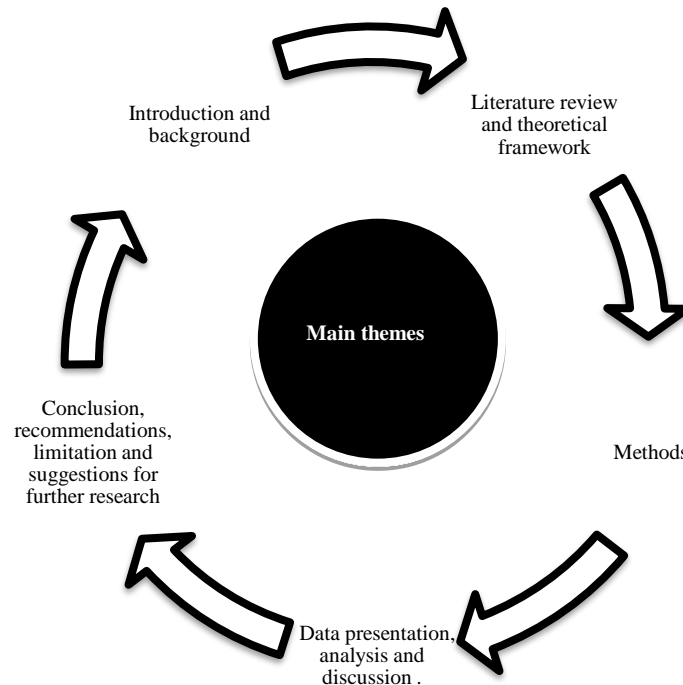 Introduction and
background
Literature review
and theoretical
framework
Main themes
Methods
Conclusion,
recommendations,
limitation and
suggestions for
further research
Data presentation,
analysis and
discussion .